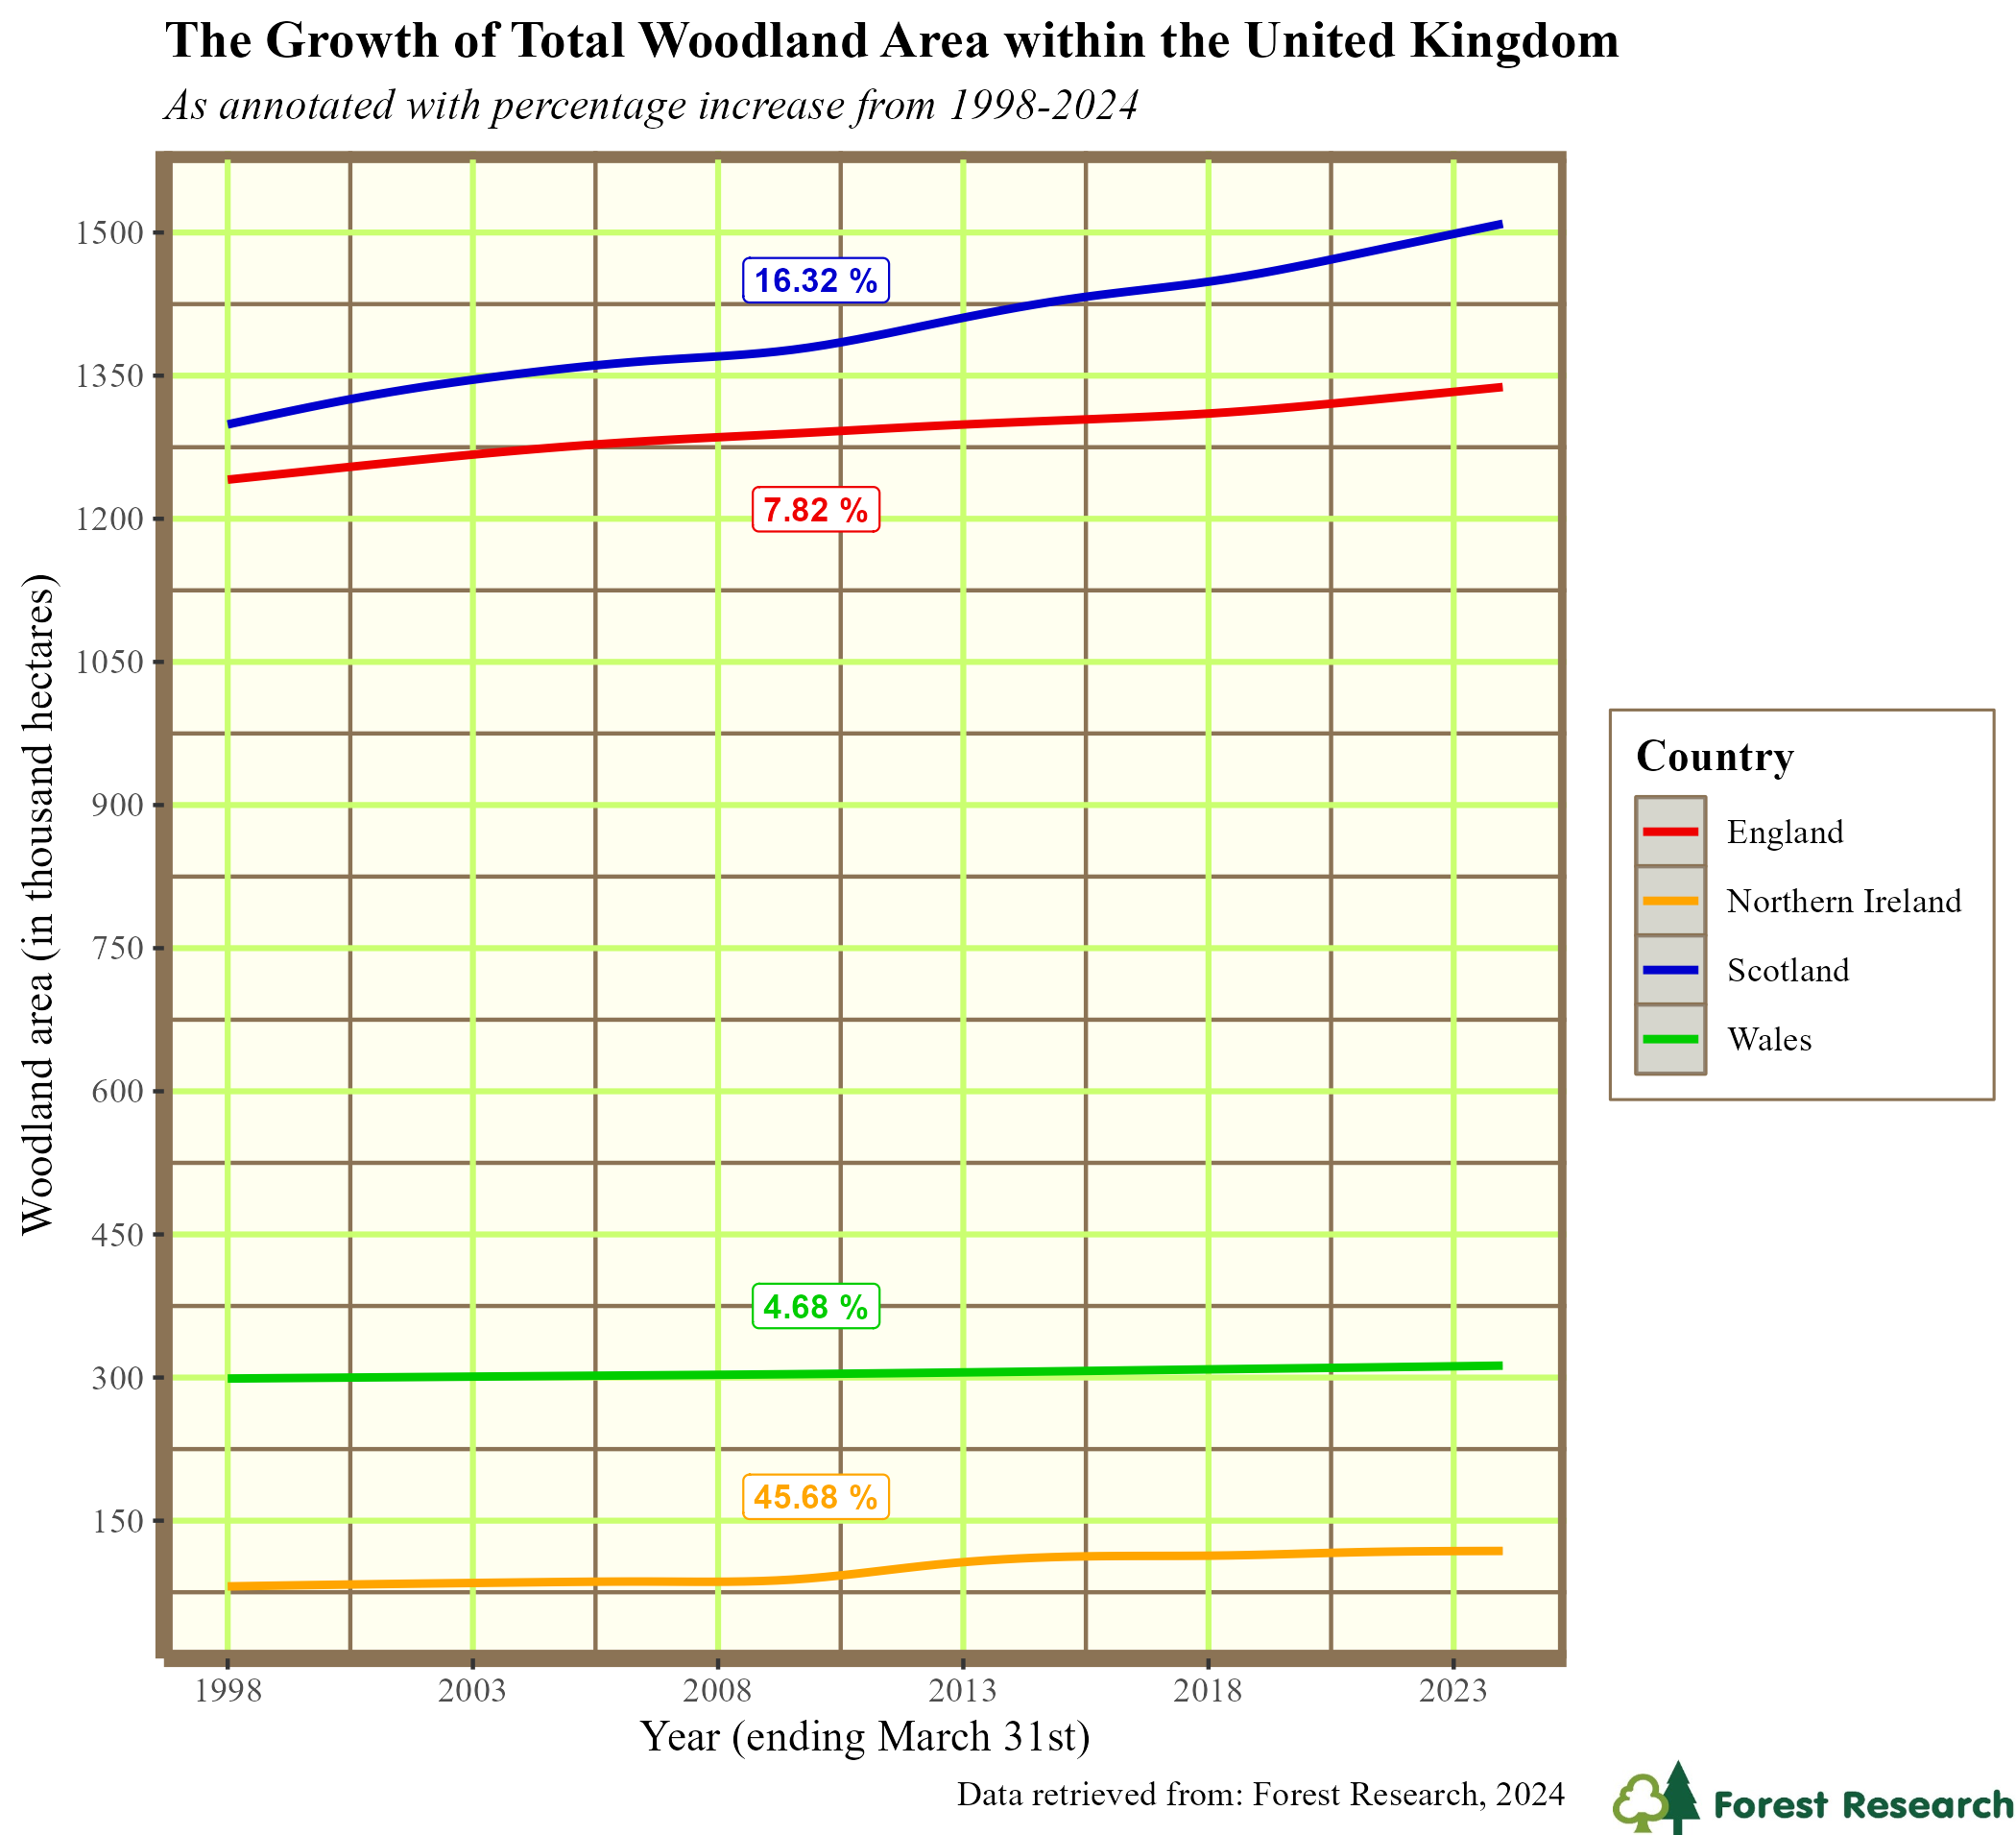 The Growth of Total Woodland Area within the United Kingdom
As annotated with percentage increase from 1998-2024
Woodland area (in thousand hectares)
1500
1350
1200
1050
900
750
600
450
300
150
16.32 %
7.82 %
4.68 %
45.68 %
1998 2003 2008 2013 2018 2023
Year (ending March 31st)
Country
England
Northern Ireland
Scotland
Wales
Data retrieved from: Forest Research, 2024
Forest Research